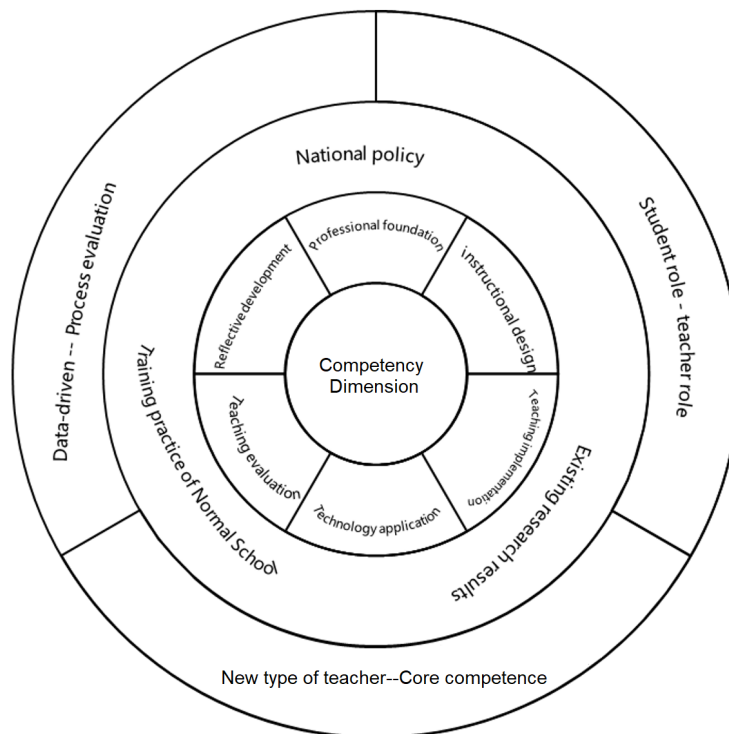 National policy
Professional foundation
instructional design
Teaching implementation
Technology application
Teaching evaluation
Reflective development
Competency
Dimension
Existing research results
Training practice of Normal School
Student role - teacher role
New type of teacher--Core competence
Data-driven -- Process evaluation